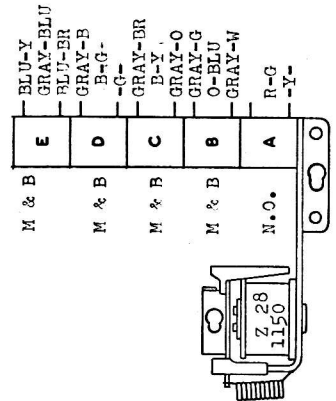 BLU-Y
GRAY-BLU
BLU-BR
GRAY-B
B-G-
-G-
GRAY-BR
B-Y
GRAY-O
GRAY-G
O-BLU
GRAY-W
R-G
-Y-
E
D
C
B
A
M & B
M & B
M & B
M & B
N.O.
Z 28
1150